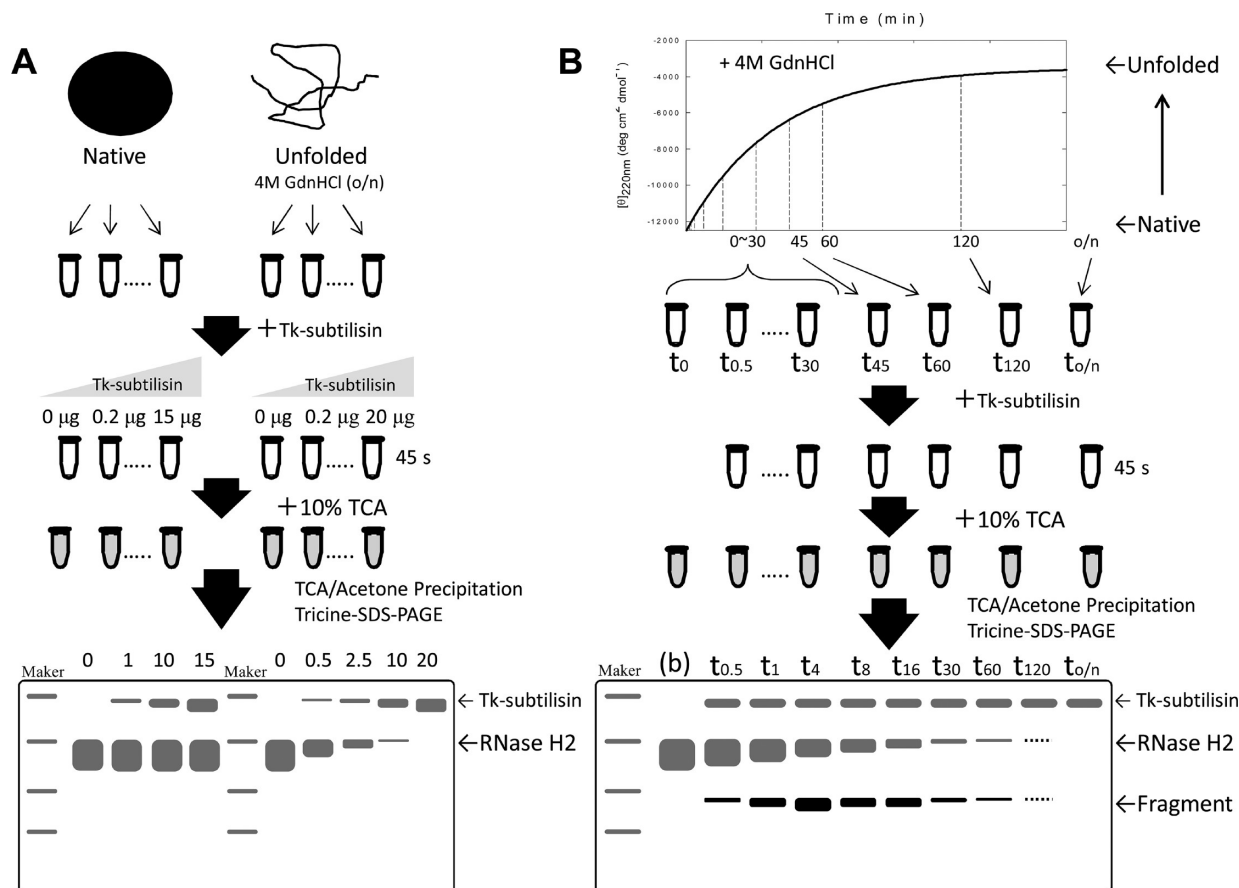 A
Native
Unfolded
4M GdnHCl (o/n)
.....
.....
+Tk-subtilisin
Tk-subtilisin
Tk-subtilisin
0 μg 0.2 μg 15 μg
0 μg 0.2 μg 20 μg
.....
.....
45 s
+10% TCA
.....
.....
TCA/Acetone Precipitation
Tricine-SDS-PAGE
Maker 0 1 10 15 Maker 0 0.5 2.5 10 20
←Tk-subtilisin
←RNase H2
B
Time (min)
-2000
-4000
-6000
-8000
-10000
-12000
[θ]220nm (deg cm² dmol⁻¹)
+ 4M GdnHCl
←Unfolded
←Native
0~30 45 60 120 o/n
.....
t0 t0.5 t30 t45 t60 t120 to/n
+Tk-subtilisin
.....
45 s
+10% TCA
.....
TCA/Acetone Precipitation
Tricine-SDS-PAGE
Maker (b) t0.5 t1 t4 t8 t16 t30 t60 t120 to/n
←Tk-subtilisin
←RNase H2
←Fragment